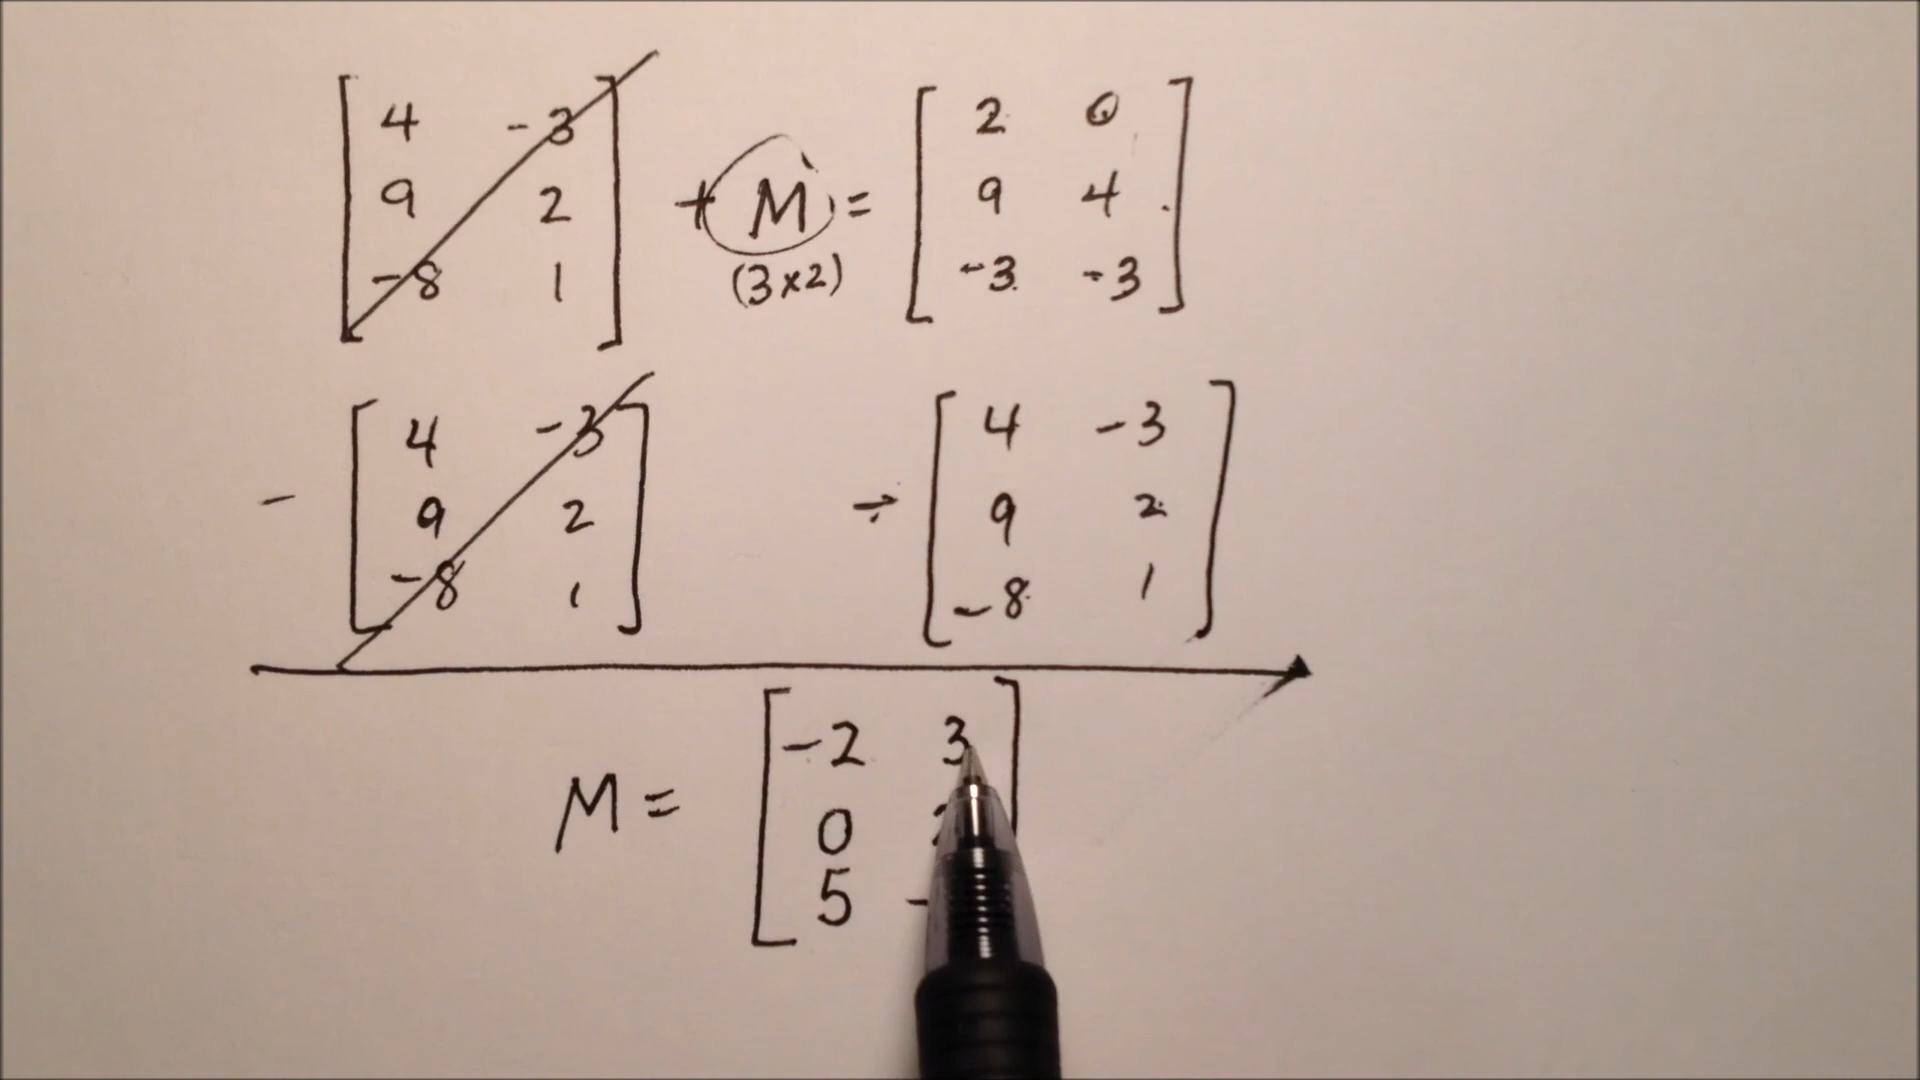 4 -3 2 0
9 2 + M = 9 4
-8 1 (3×2) -3 -3
4 -3 4 -3
- 9 2 - 9 2
-8 1 -8 1
-2 3
M = 0
5 -